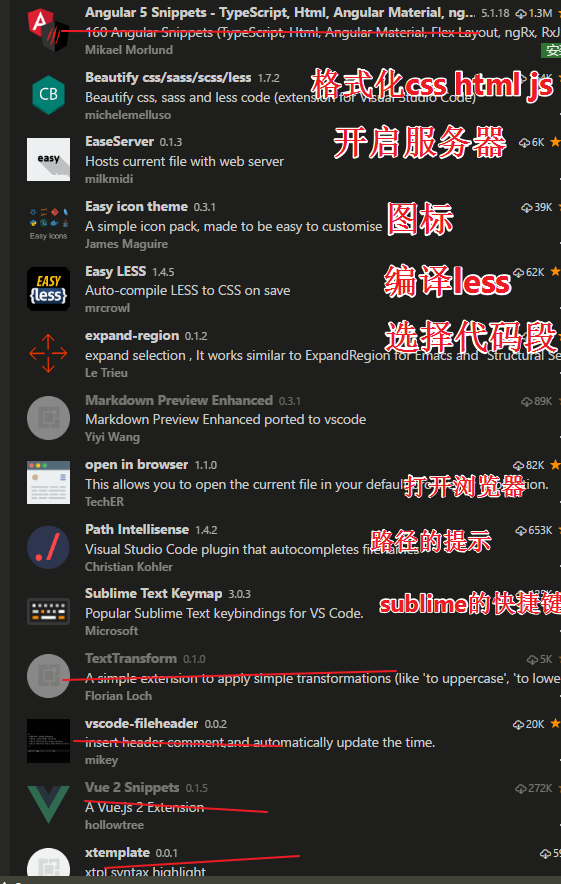 Angular 5 Snippets - TypeScript, Html, Angular Material, ng... 5.1.18 1.3M
160 Angular Snippets (TypeScript, Html, Angular Material, Flex Layout, ngRx, RxJ
Mikael Morlund
Beautify css/sass/scss/less 1.7.2
格式化css html js
Beautify css, sass and less code (extension for Visual Studio Code)
michelemelluso
EaseServer 0.1.3 6K
开启服务器
easy
Hosts current file with web server
milkmidi
Easy icon theme 0.3.1 39K
图标
A simple icon pack, made to be easy to customise
Easy Icons
James Maguire
Easy LESS 1.4.5 62K
编译less
EASY
{less}
Auto-compile LESS to CSS on save
mrcrowl
expand-region 0.1.2
选择代码段
expand selection , It works similar to ExpandRegion for Emacs and 'Structural Se
Le Trieu
Markdown Preview Enhanced 0.3.1 89K
Markdown Preview Enhanced ported to vscode
Yiyi Wang
open in browser 1.1.0 82K
This allows you to open the current file in your default
打开浏览器
TechER
Path Intellisense 1.4.2 653K
路径的提示
Visual Studio Code plugin that autocompletes filenames
Christian Kohler
Sublime Text Keymap 3.0.3
sublime的快捷键
Popular Sublime Text keybindings for VS Code.
Microsoft
TextTransform 0.1.0 5K
A simple extension to apply simple transformations (like 'to uppercase', 'to lowe
Florian Loch
vscode-fileheader 0.0.2 20K
insert header comment,and automatically update the time.
mikey
Vue 2 Snippets 0.1.5 272K
A Vue.js 2 Extension
hollowtree
xtemplate 0.0.1
xtpl syntax highlight